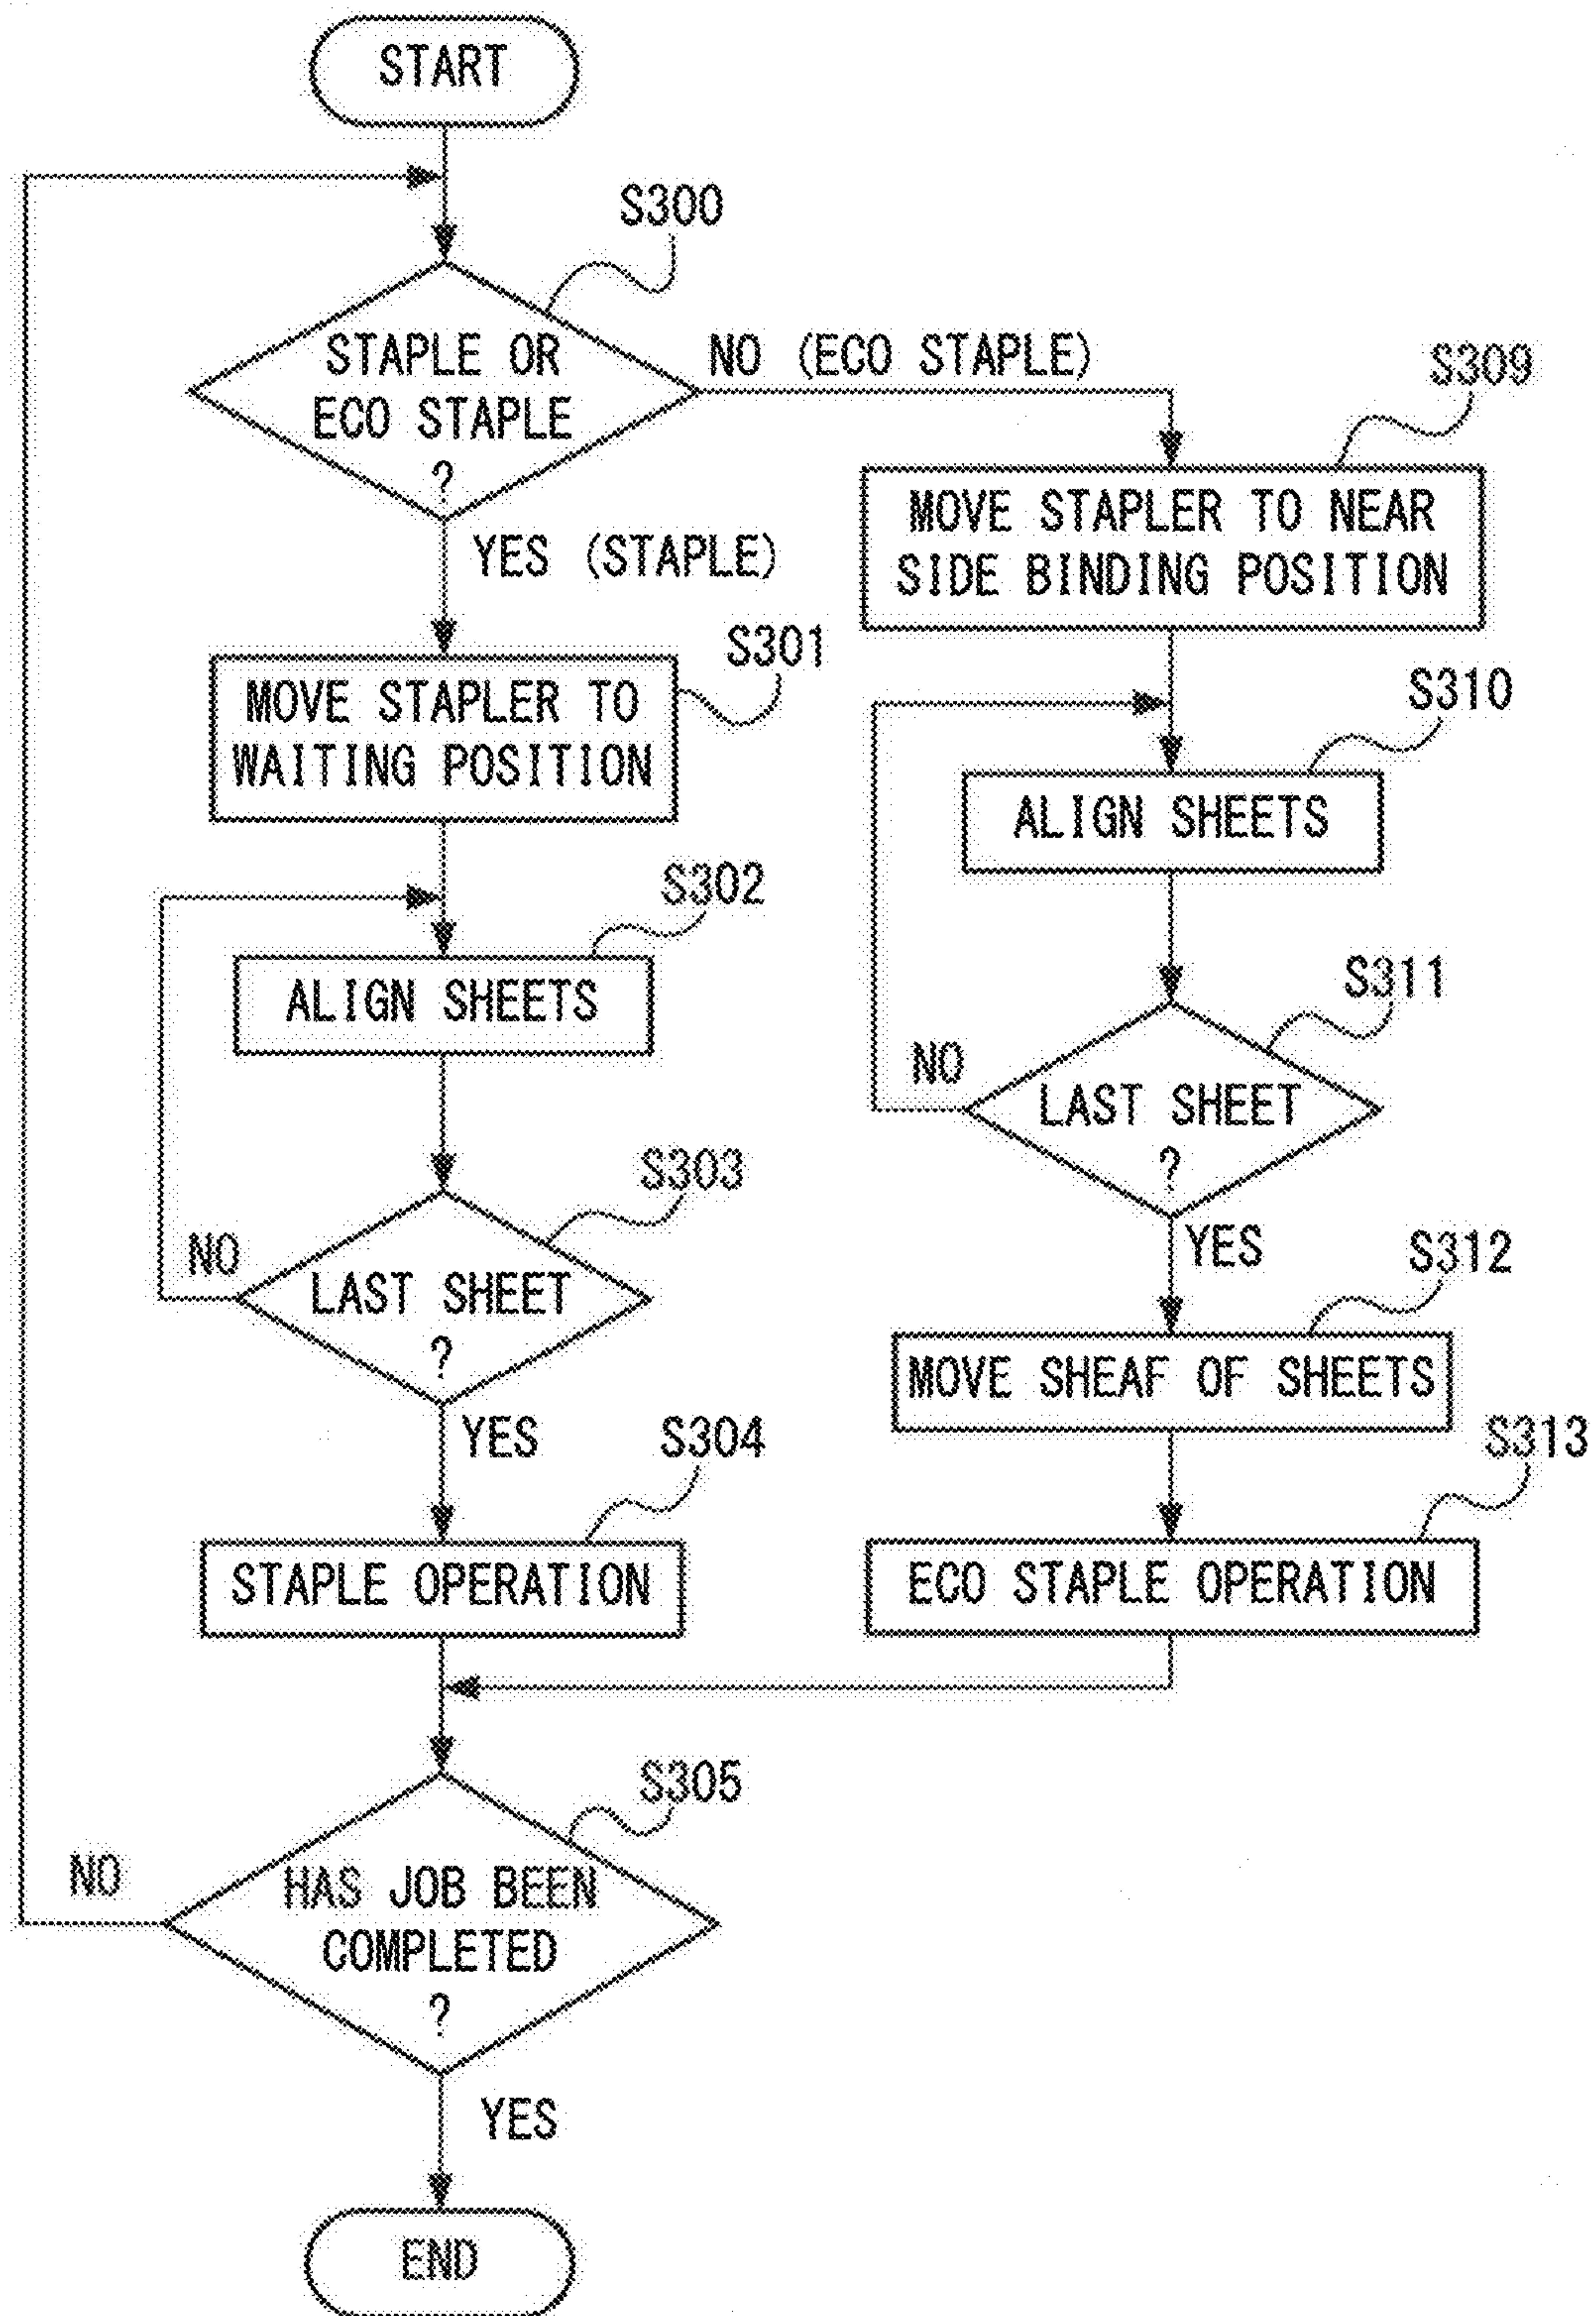 START
S300
STAPLE OR
ECO STAPLE
?
NO (ECO STAPLE)
YES (STAPLE)
S309
MOVE STAPLER TO NEAR
SIDE BINDING POSITION
S301
MOVE STAPLER TO
WAITING POSITION
S310
ALIGN SHEETS
S302
ALIGN SHEETS
S311
NO
LAST SHEET
?
YES
S303
NO
LAST SHEET
?
YES
S312
MOVE SHEAF OF SHEETS
S304
STAPLE OPERATION
S313
ECO STAPLE OPERATION
S305
NO
HAS JOB BEEN
COMPLETED
?
YES
END